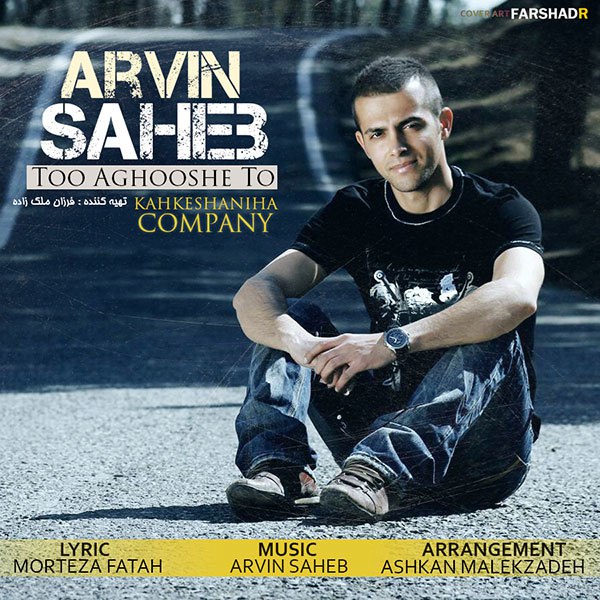 COVER ART FARSHADR
ARVIN
SAHEB
TOO AGHOOSHE TO
تهیه کننده : فرزان ملک زاده
KAHKESHANIHA
COMPANY
LYRIC
MORTEZA FATAH
MUSIC
ARVIN SAHEB
ARRANGEMENT
ASHKAN MALEKZADEH